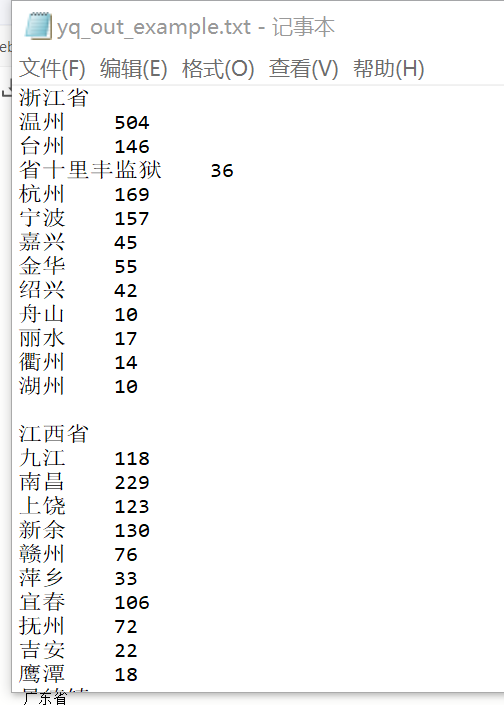 yq_out_example.txt - 记事本
文件(F) 编辑(E) 格式(O) 查看(V) 帮助(H)
浙江省
温州 504
台州 146
省十里丰监狱 36
杭州 169
宁波 157
嘉兴 45
金华 55
绍兴 42
舟山 10
丽水 17
衢州 14
湖州 10
江西省
九江 118
南昌 229
上饶 123
新余 130
赣州 76
萍乡 33
宜春 106
抚州 72
吉安 22
鹰潭 18
广东省